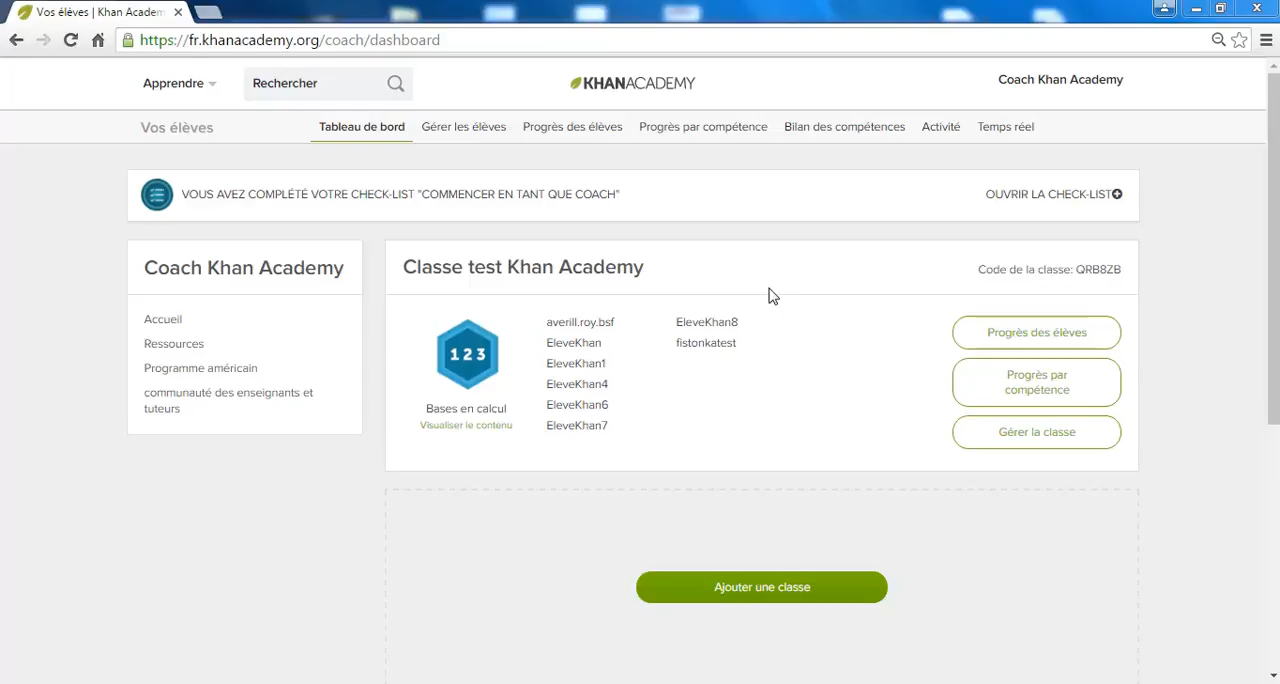 Vos élèves | Khan Academ
https://fr.khanacademy.org/coach/dashboard
Apprendre
Rechercher
KHANACADEMY
Coach Khan Academy
Vos élèves
Tableau de bord
Gérer les élèves
Progrès des élèves
Progrès par compétence
Bilan des compétences
Activité
Temps réel
VOUS AVEZ COMPLÉTÉ VOTRE CHECK-LIST "COMMENCER EN TANT QUE COACH"
OUVRIR LA CHECK-LIST
Coach Khan Academy
Accueil
Ressources
Programme américain
communauté des enseignants et
tuteurs
Classe test Khan Academy
Code de la classe: QRB8ZB
1 2 3
Bases en calcul
Visualiser le contenu
averill.roy.bsf
EleveKhan
EleveKhan1
EleveKhan4
EleveKhan6
EleveKhan7
EleveKhan8
fistonkatest
Progrès des élèves
Progrès par
compétence
Gérer la classe
Ajouter une classe